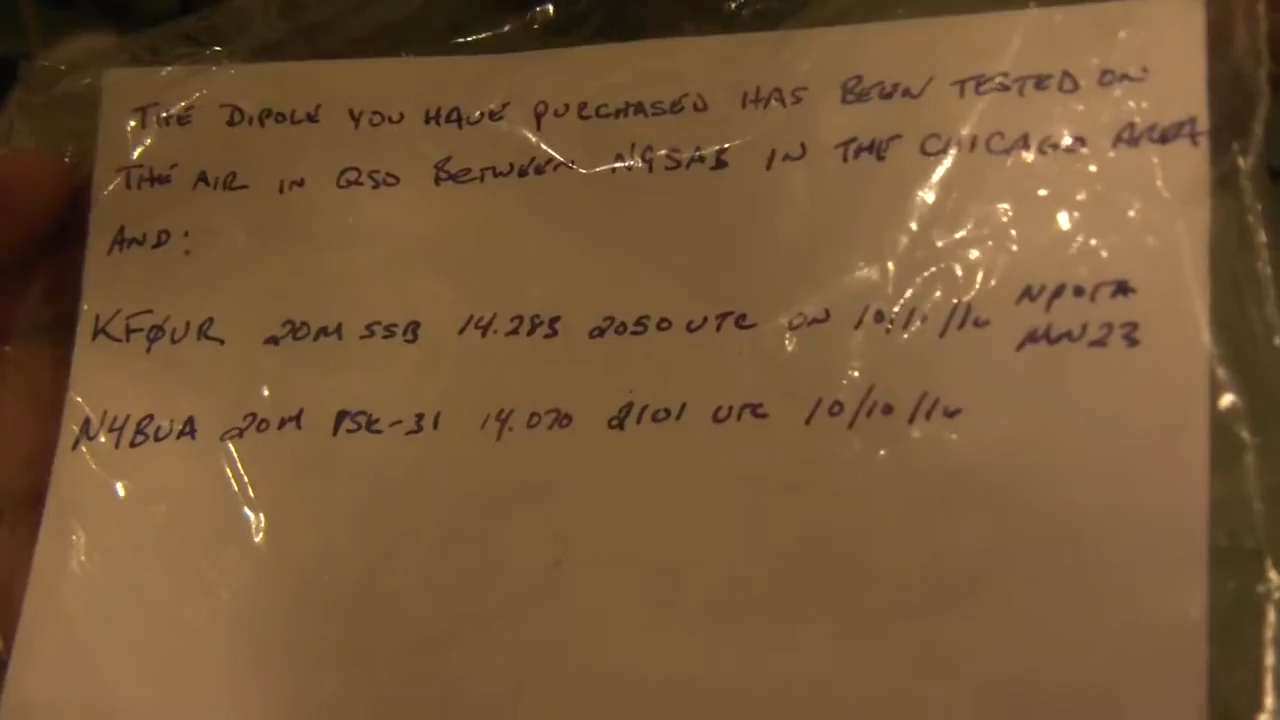 THE DIPOLE YOU HAVE PURCHASED HAS BEEN TESTED ON
THE AIR IN QSO BETWEEN N9SAB IN THE CHICAGO AREA
AND:
KFØUR 20M SSB 14.285 2050 UTC ON 10/10/16 NPOTA
MN23
N4BUA 20M PSK-31 14.070 2101 UTC 10/10/16